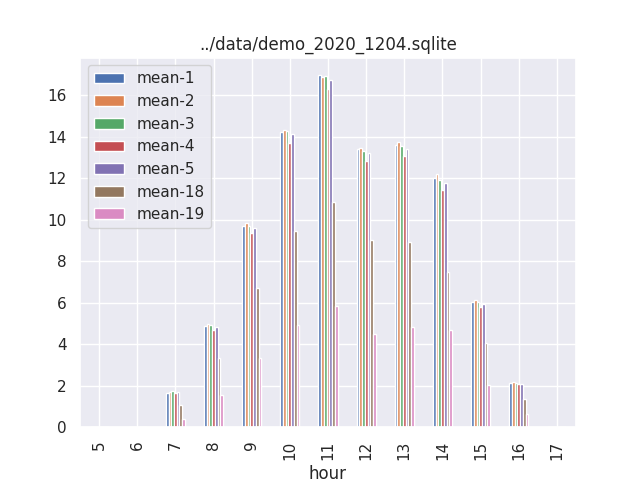 ../data/demo_2020_1204.sqlite
mean-1
mean-2
mean-3
mean-4
mean-5
mean-18
mean-19
16
14
12
10
8
6
4
2
0
5 6 7 8 9 10 11 12 13 14 15 16 17
hour